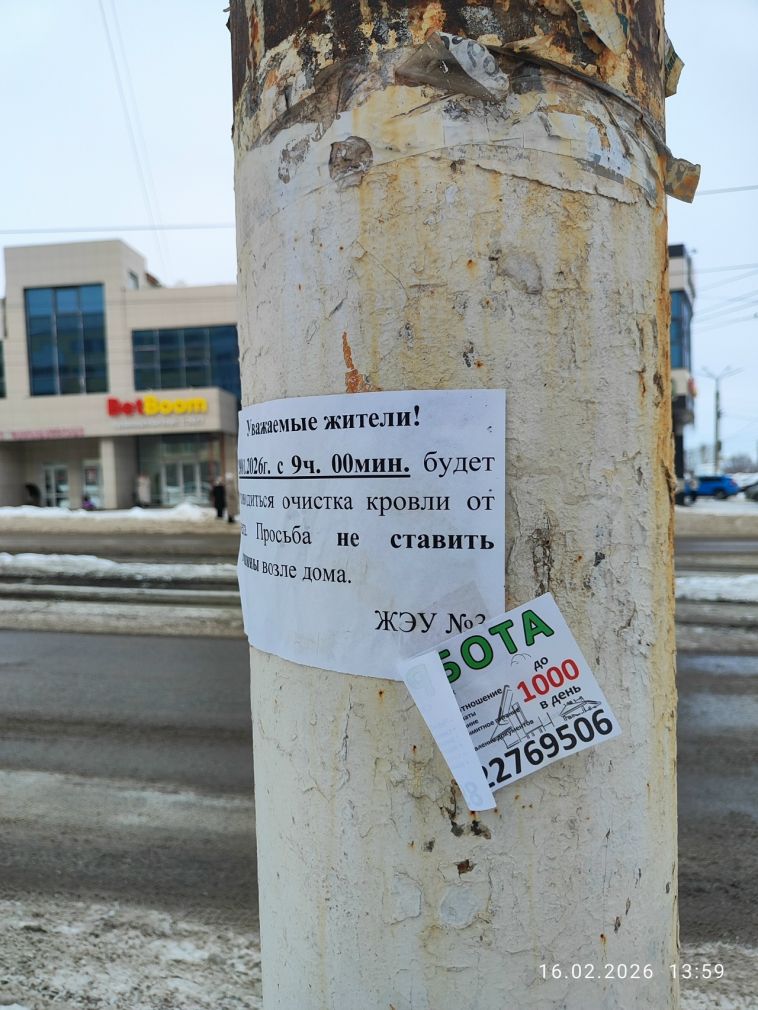 BetBoom
Уважаемые жители!
.2026г. с 9ч. 00мин. будет
очистка кровли от
Просьба не ставить
возле дома.
ЖЭУ №3
БОТА
до
1000
в день
22769506
16.02.2026 13:59